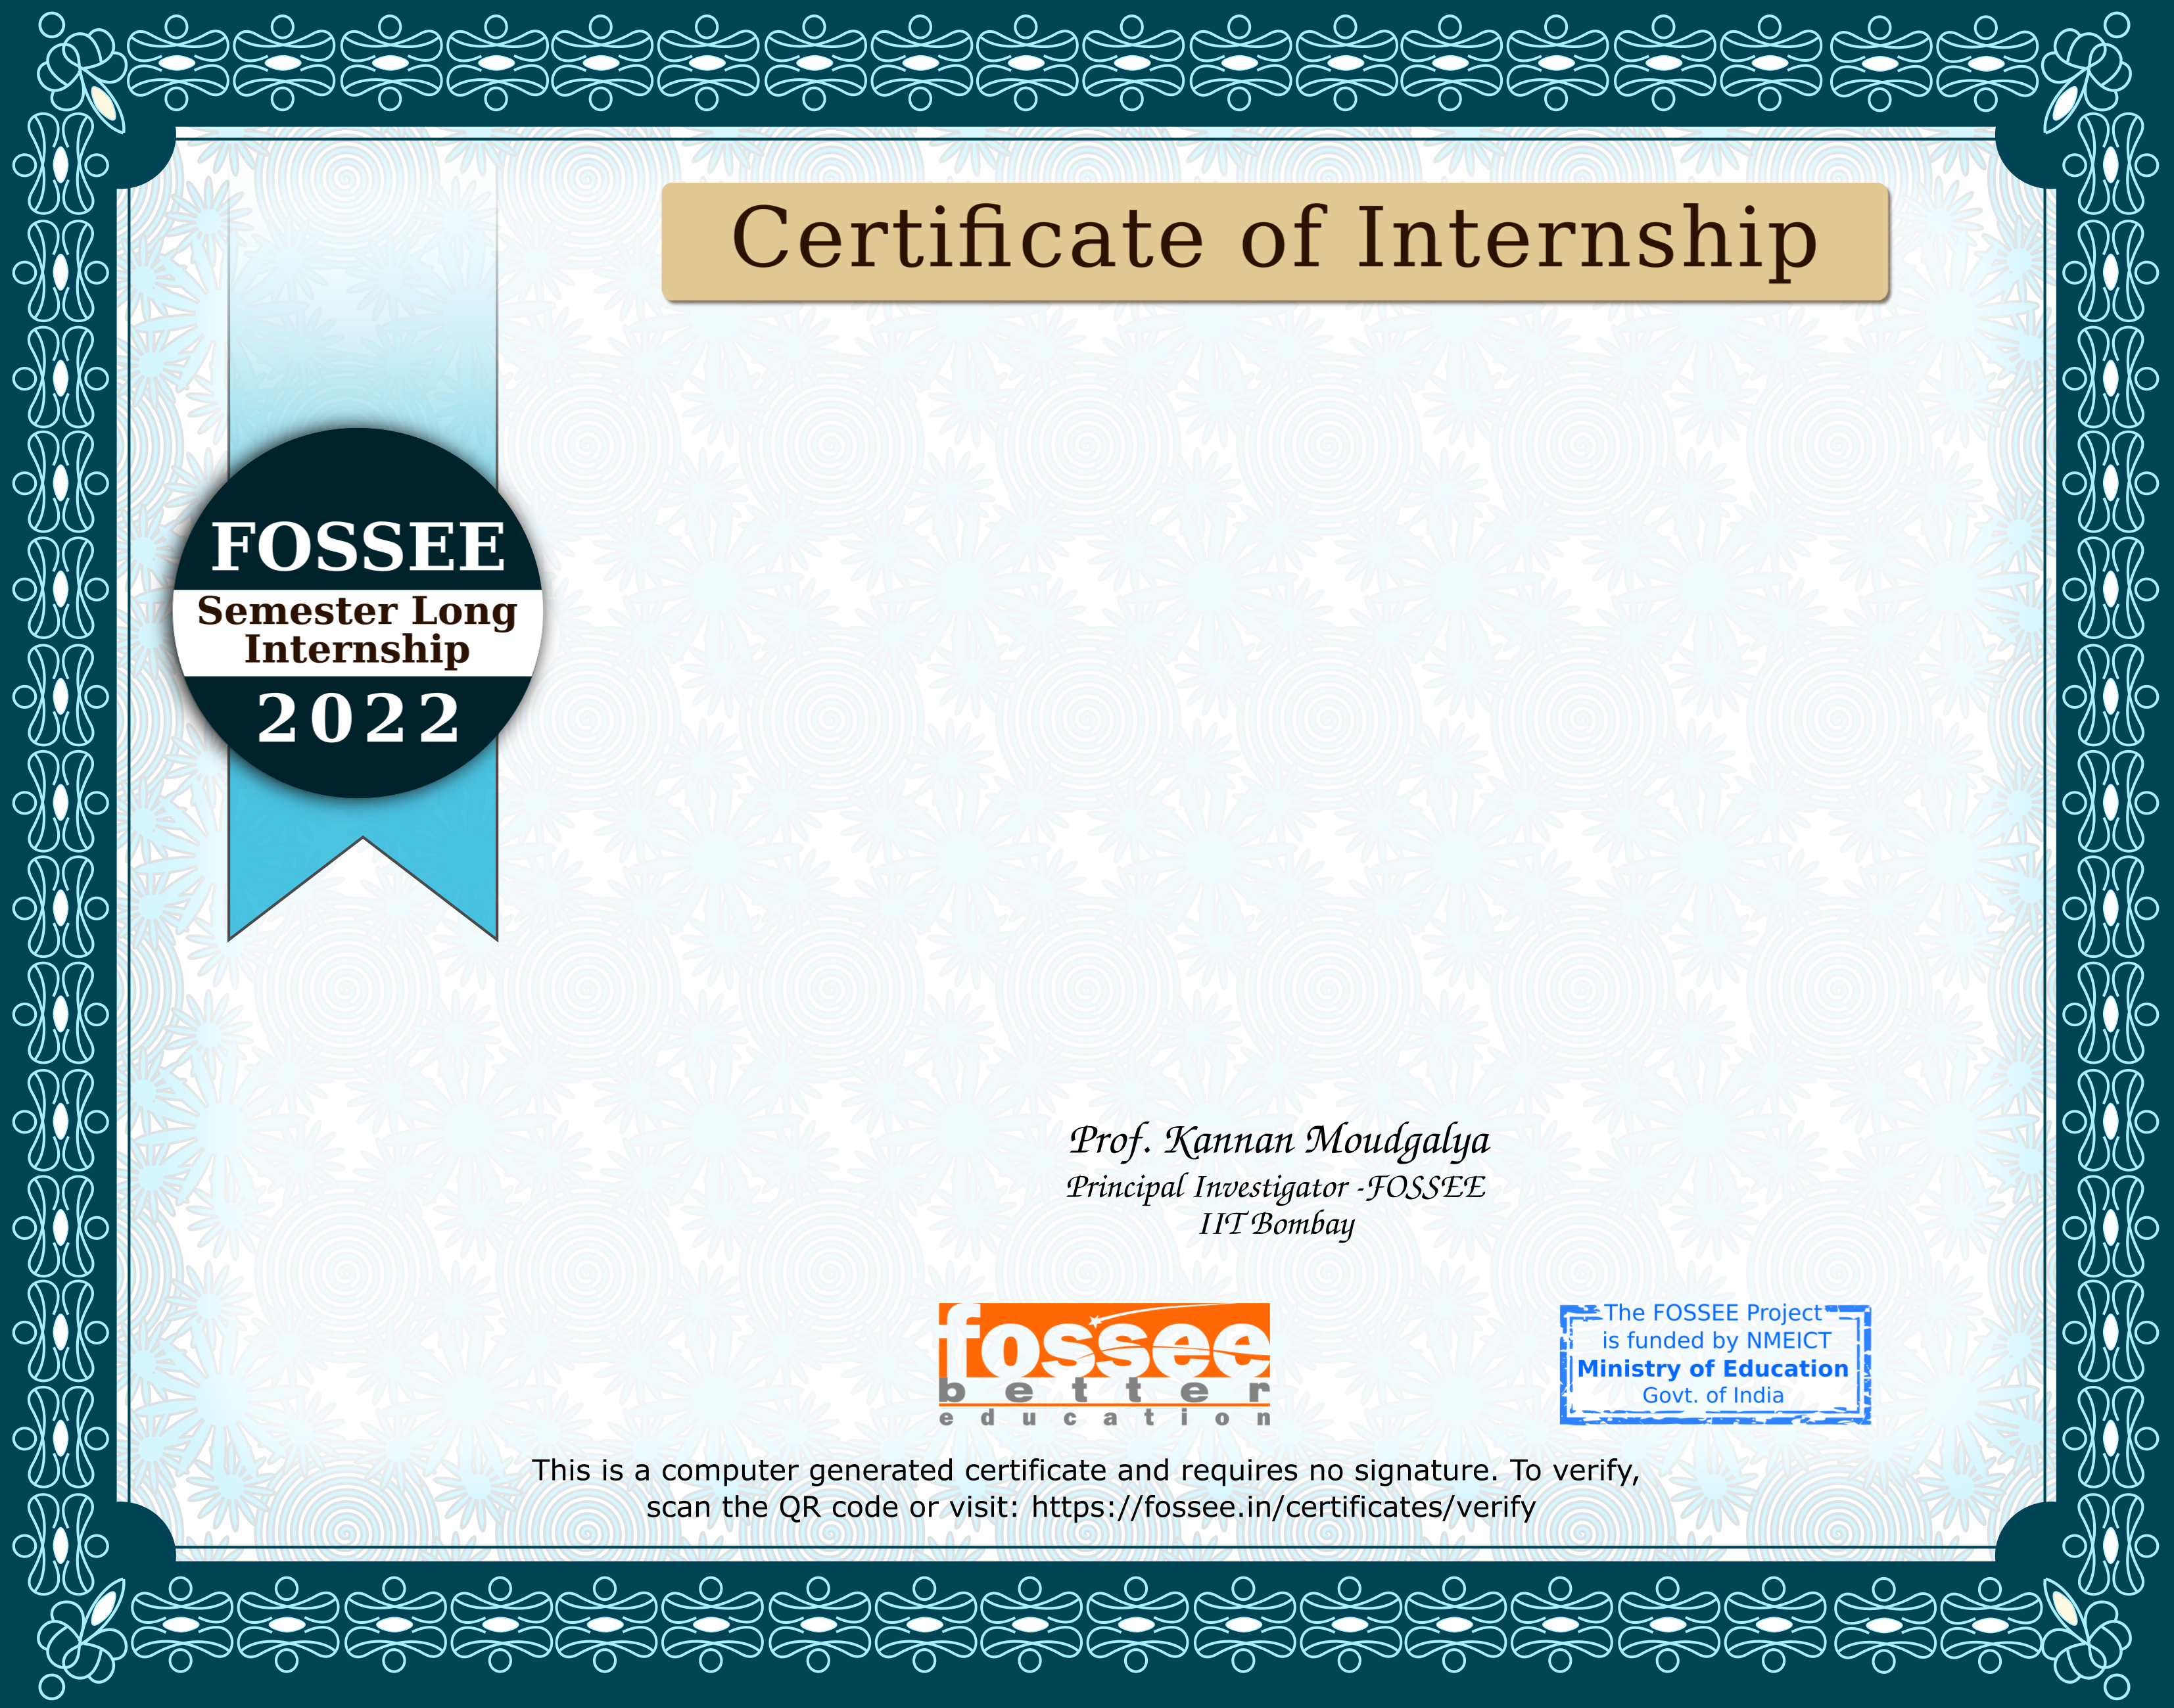 Certificate of Internship
FOSSEE
Semester Long
Internship
2022
Prof. Kannan Moudgalya
Principal Investigator -FOSSEE
IIT Bombay
fossee
better
education
The FOSSEE Project
is funded by NMEICT
Ministry of Education
Govt. of India
This is a computer generated certificate and requires no signature. To verify,
scan the QR code or visit: https://fossee.in/certificates/verify